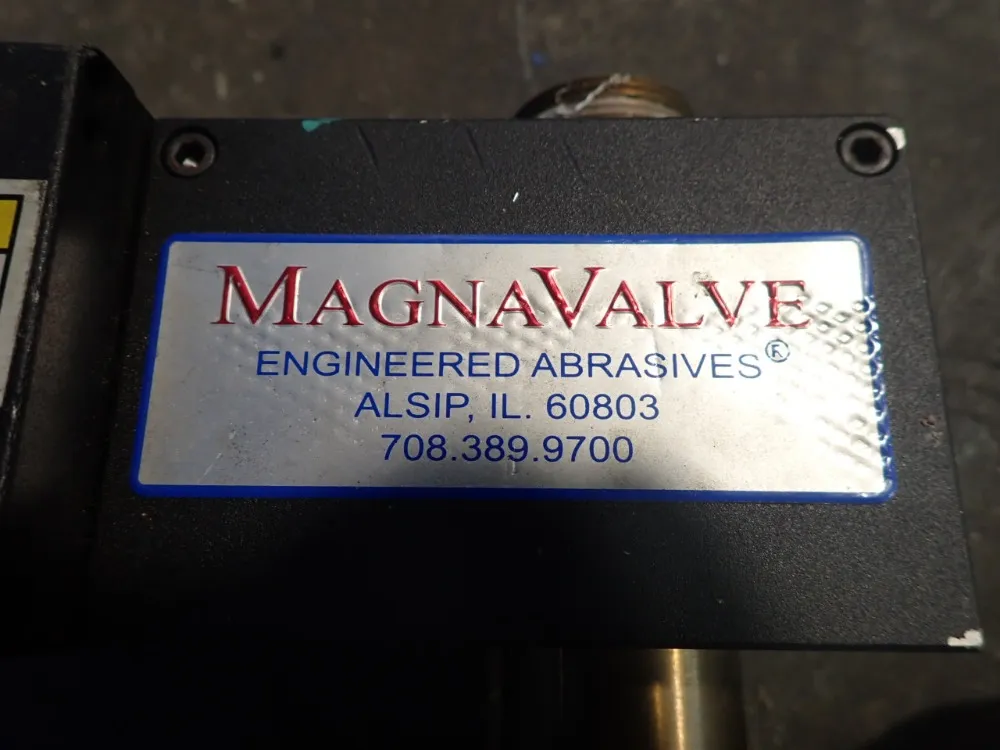 MAGNAVALVE
ENGINEERED ABRASIVES®
ALSIP, IL. 60803
708.389.9700